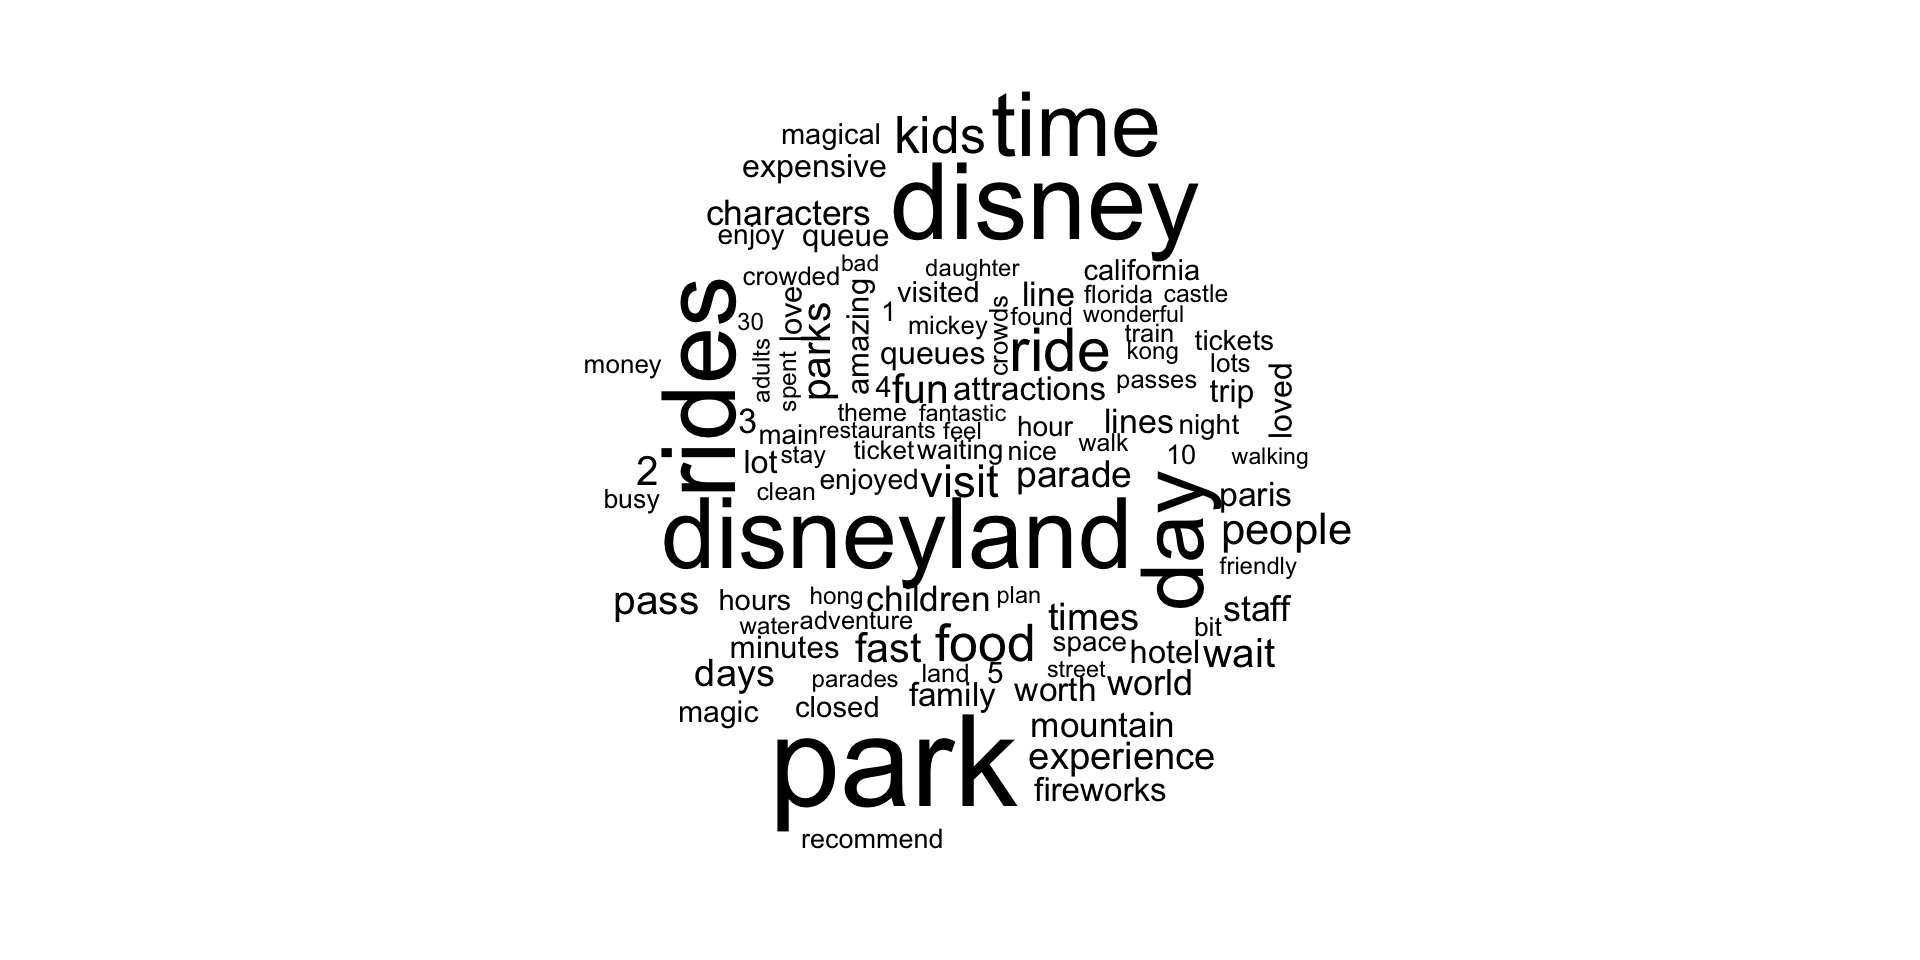 time
magical kids
expensive
disney
characters
enjoy queue
bad
crowded
daughter
california
visited
line
florida castle
love
crowds
rides
30
amazing
1
mickey
found
wonderful
parks
train
tickets
queues
ride
kong
lots
money
adults
spent
4
fun
attractions
passes
trip
loved
theme fantastic
3
main
restaurants feel
hour
lines
night
walk
lot
stay
ticket
waiting
nice
10
walking
2
busy
clean
enjoyed
visit
parade
paris
disneyland
day
people
friendly
pass
hours
hong
children
plan
times
staff
water
adventure
bit
minutes
fast
food
space
hotel
wait
days
parades
land
5
street
family
worth
world
magic
closed
park
mountain
experience
fireworks
recommend